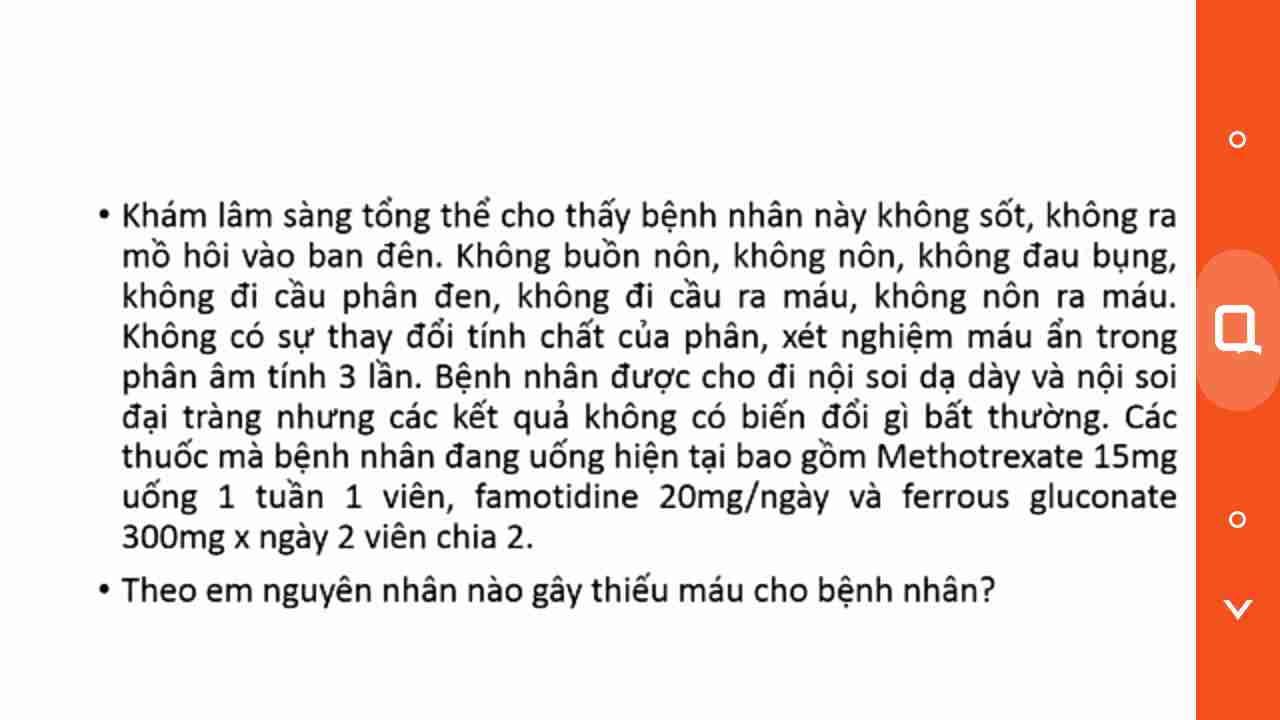 • Khám lâm sàng tổng thể cho thấy bệnh nhân này không sốt, không ra
mồ hôi vào ban đên. Không buồn nôn, không nôn, không đau bụng,
không đi cầu phân đen, không đi cầu ra máu, không nôn ra máu.
Không có sự thay đổi tính chất của phân, xét nghiệm máu ẩn trong
phân âm tính 3 lần. Bệnh nhân được cho đi nội soi dạ dày và nội soi
đại tràng nhưng các kết quả không có biến đổi gì bất thường. Các
thuốc mà bệnh nhân đang uống hiện tại bao gồm Methotrexate 15mg
uống 1 tuần 1 viên, famotidine 20mg/ngày và ferrous gluconate
300mg x ngày 2 viên chia 2.
• Theo em nguyên nhân nào gây thiếu máu cho bệnh nhân?